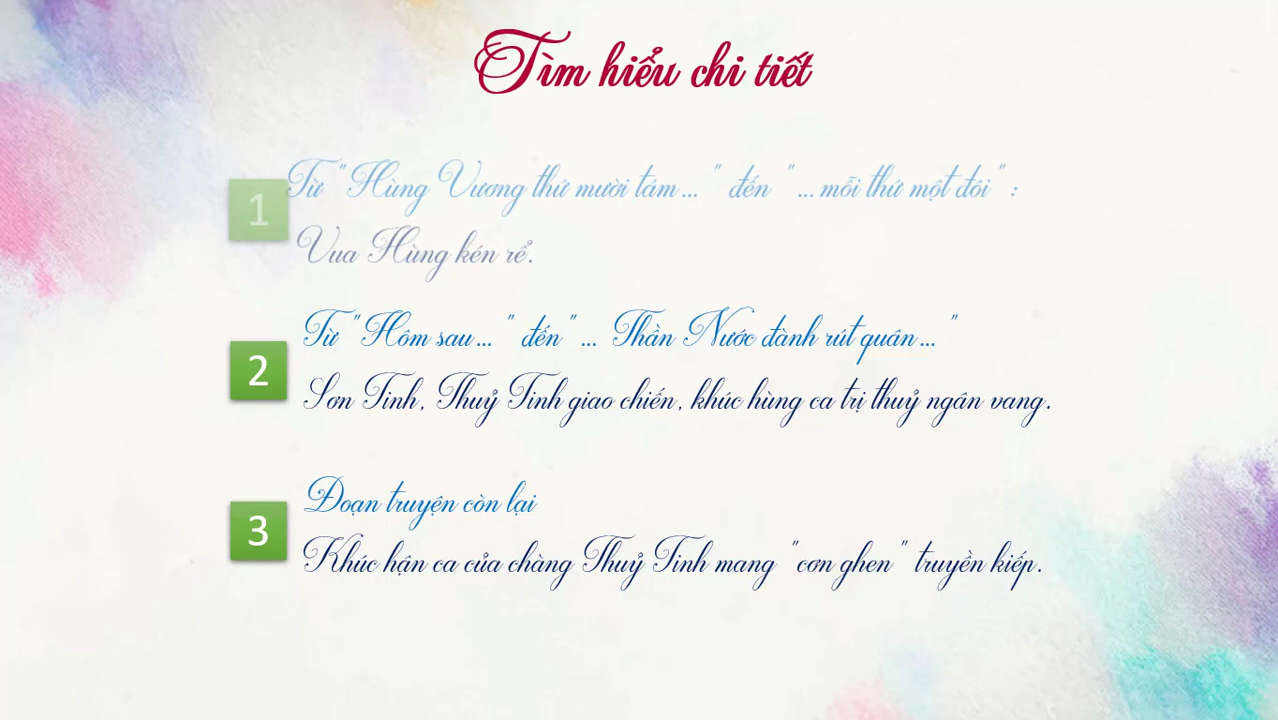 Tìm hiểu chi tiết
1
Từ "Hùng Vương thứ mười tám... " đến " ... mỗi thứ một đôi" :
Vua Hùng kén rể.
2
Từ "Hôm sau... " đến "... Thần Nước đành rút quân... "
Sơn Tinh, Thuỷ Tinh giao chiến, khúc hùng ca trị thuỷ ngân vang.
3
Đoạn truyện còn lại
Khúc hận ca của chàng Thuỷ Tinh mang "cơn ghen" truyền kiếp.